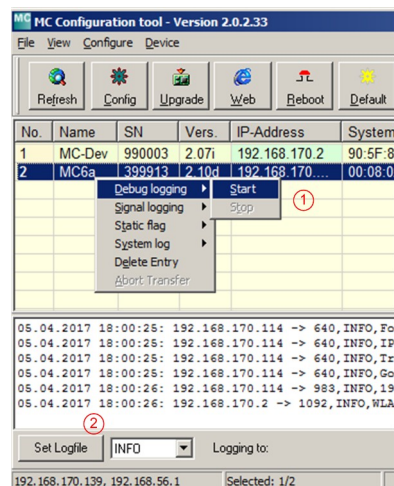 MC MC Configuration tool - Version 2.0.2.33
File View Configure Device
Refresh Config Upgrade Web Reboot Default
No. Name SN Vers. IP-Address System
1 MC-Dev 990003 2.07i 192.168.170.2 90:5F:8
2 MC6a 399913 2.10d 192.168.170.... 00:08:0
Debug logging Start
Signal logging Stop
Static flag
System log
Delete Entry
Abort Transfer
1
05.04.2017 18:00:25: 192.168.170.114 -> 640,INFO,Fo
05.04.2017 18:00:25: 192.168.170.114 -> 640,INFO,IP
05.04.2017 18:00:25: 192.168.170.114 -> 640,INFO,Tr
05.04.2017 18:00:25: 192.168.170.114 -> 640,INFO,Go
05.04.2017 18:00:25: 192.168.170.114 -> 983,INFO,19
05.04.2017 18:00:26: 192.168.170.2 -> 1092,INFO,WLA
2
Set Logfile INFO Logging to:
192.168.170.139, 192.168.56.1 Selected: 1/2